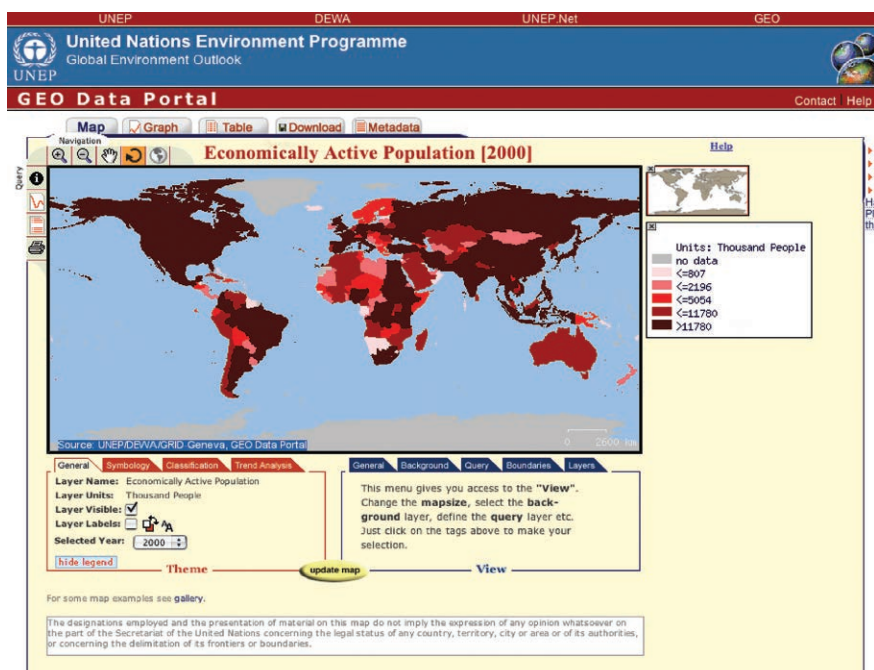 UNEP DEWA UNEP.Net GEO
United Nations Environment Programme
Global Environment Outlook
UNEP
GEO Data Portal
Contact Help
Map Graph Table Download Metadata
Navigation
Economically Active Population [2000]
Help
Query
Units: Thousand People
no data
<=807
<=2196
<=5054
<=11780
>11780
Source: UNEP/DEWA/GRID Geneva, GEO Data Portal
0 2600 km
General Symbology Classification Trend Analysis
Layer Name: Economically Active Population
Layer Units: Thousand People
Layer Visible:
Layer Labels:
Selected Year: 2000
hide legend
Theme
General Background Query Boundaries Layers
This menu gives you access to the "View".
Change the mapsize, select the back-
ground layer, define the query layer etc.
Just click on the tags above to make your
selection.
update map
View
For some map examples see gallery.
The designations employed and the presentation of material on this map do not imply the expression of any opinion whatsoever on
the part of the Secretariat of the United Nations concerning the legal status of any country, territory, city or area or of its authorities,
or concerning the delimitation of its frontiers or boundaries.